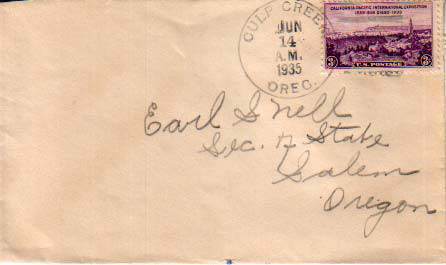 CULP CREEK
JUN
14
A.M.
1935
OREG.
CALIFORNIA PACIFIC INTERNATIONAL EXPOSITION
1935 SAN DIEGO 1935
3¢ U.S. POSTAGE 3¢
Earl Snell
Sec. of State
Salem
Oregon